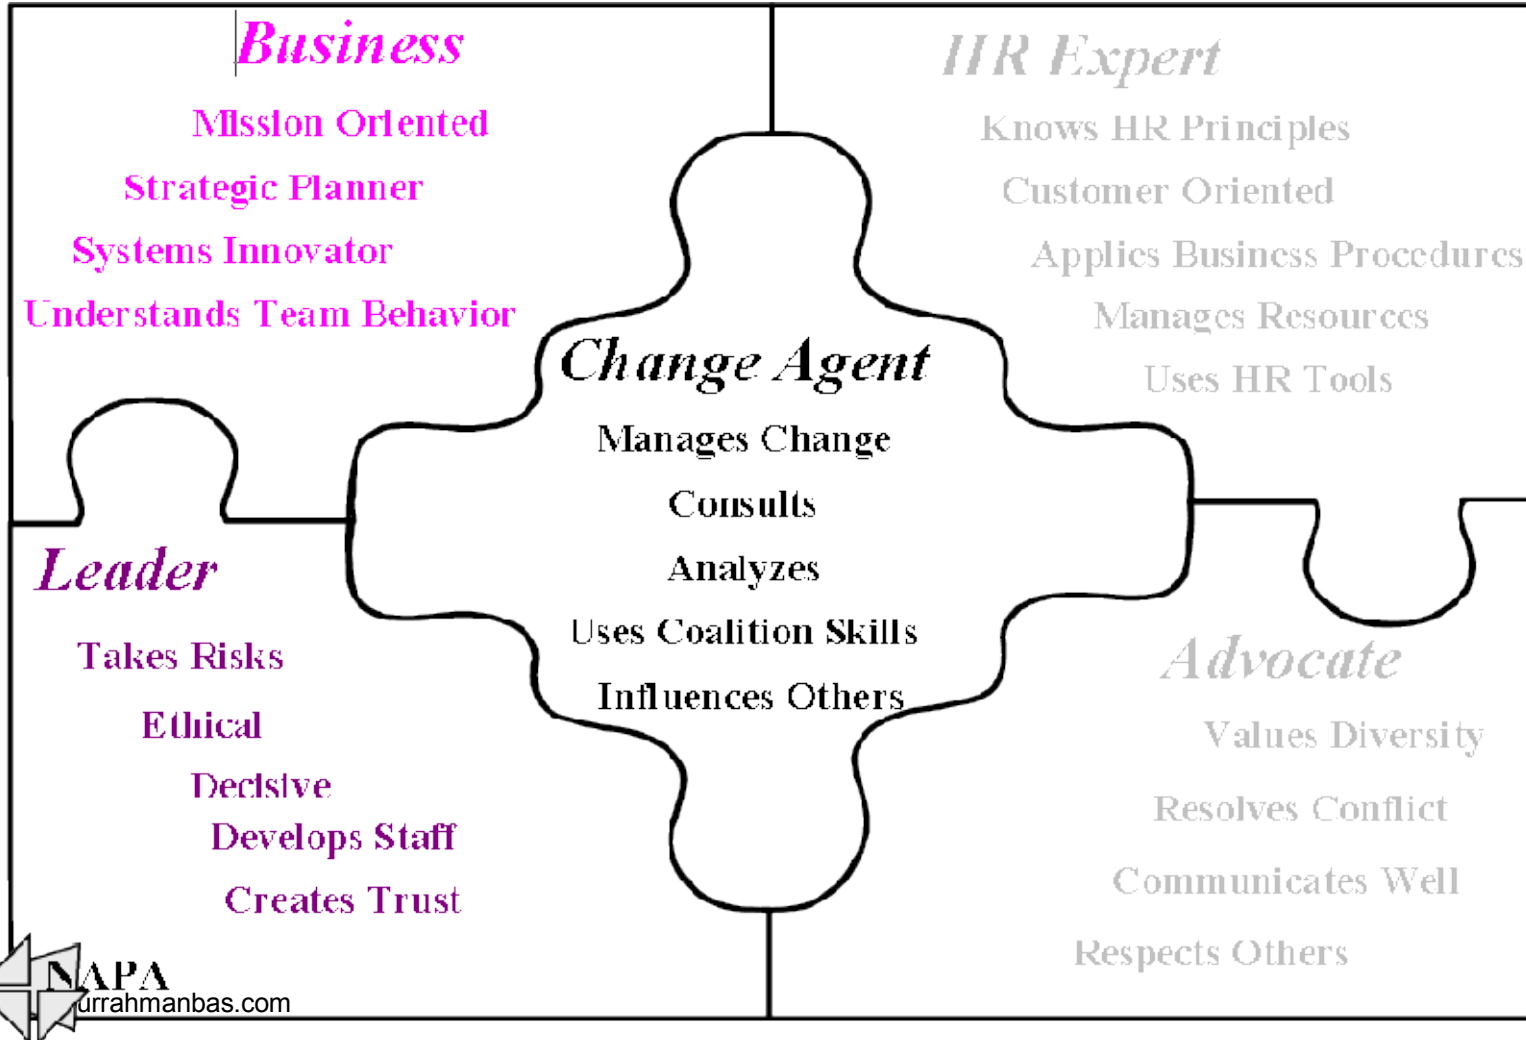 Business
Mission Oriented
Strategic Planner
Systems Innovator
Understands Team Behavior
HR Expert
Knows HR Principles
Customer Oriented
Applies Business Procedures
Manages Resources
Uses HR Tools
Change Agent
Manages Change
Consults
Analyzes
Uses Coalition Skills
Influences Others
Leader
Takes Risks
Ethical
Decisive
Develops Staff
Creates Trust
Advocate
Values Diversity
Resolves Conflict
Communicates Well
Respects Others
NAPA
urrahmanbas.com